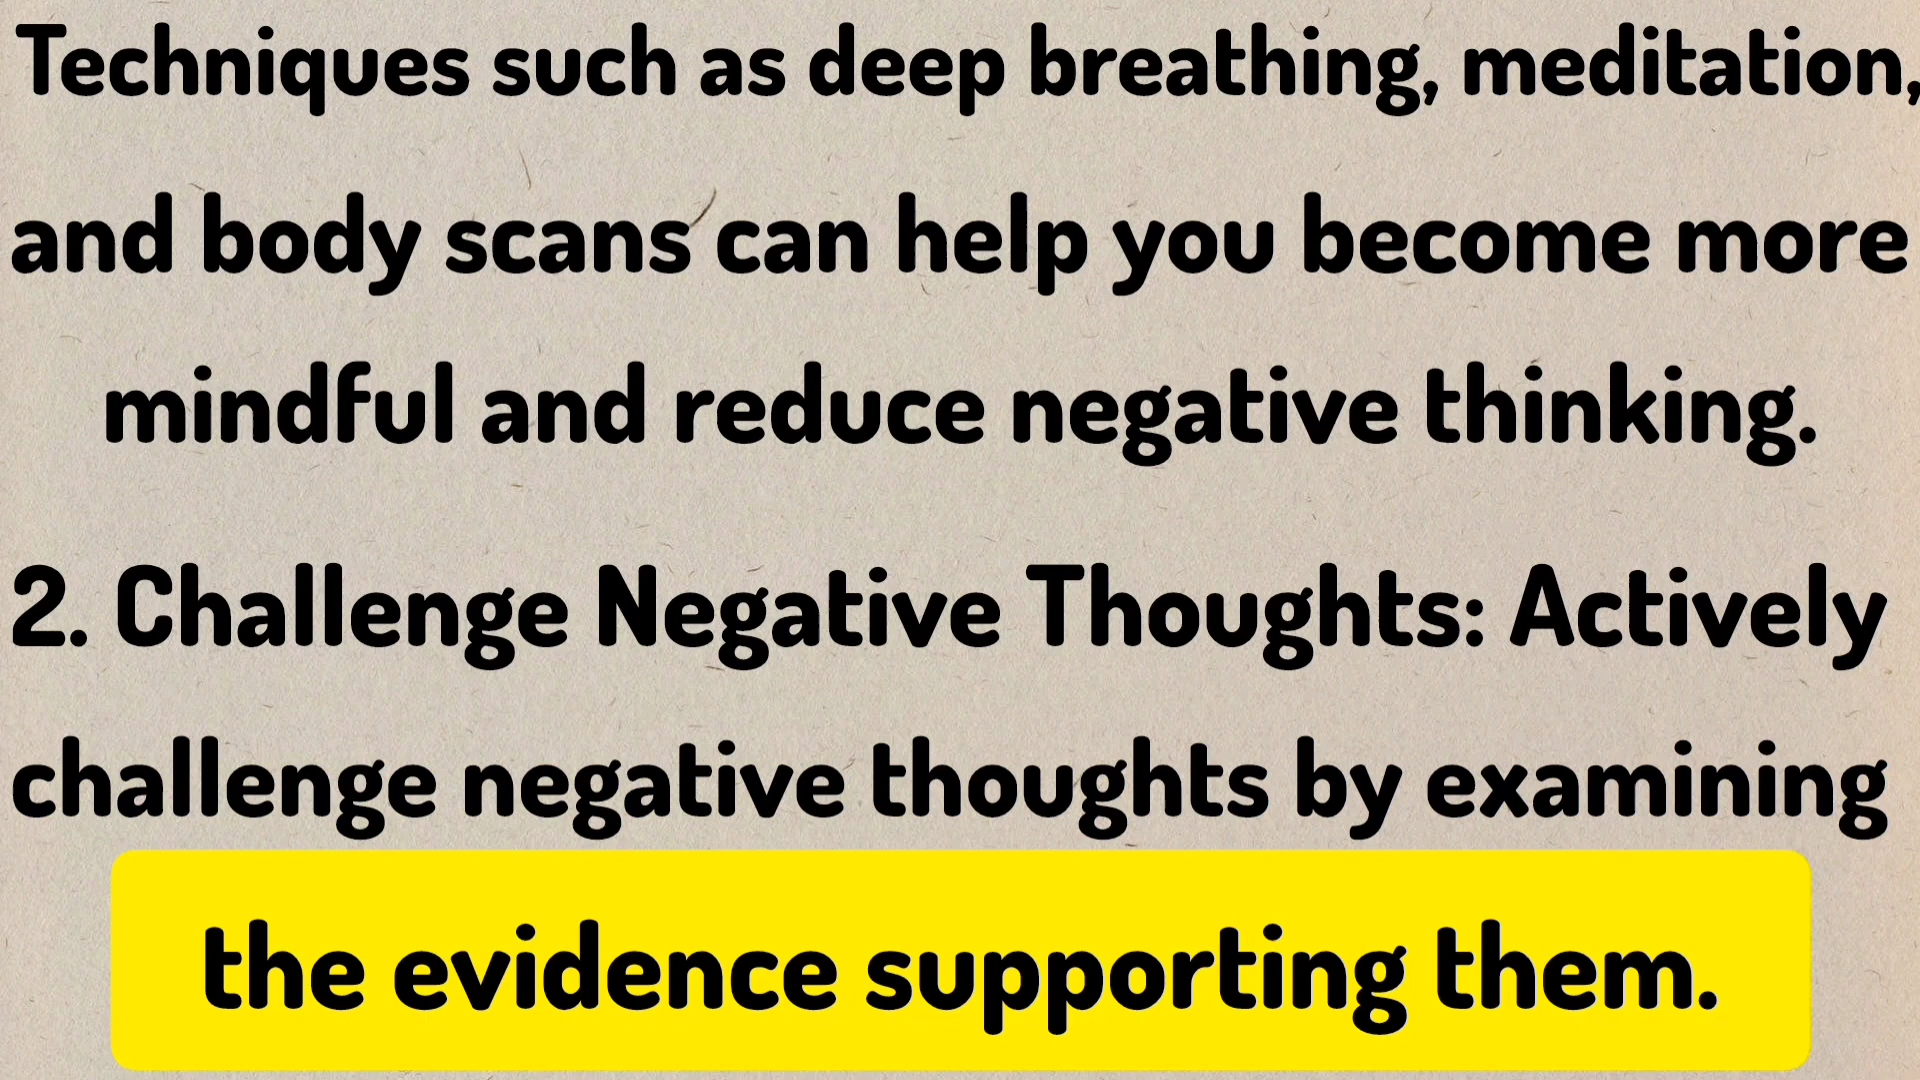 Techniques such as deep breathing, meditation,
and body scans can help you become more
mindful and reduce negative thinking.
2. Challenge Negative Thoughts: Actively
challenge negative thoughts by examining
the evidence supporting them.